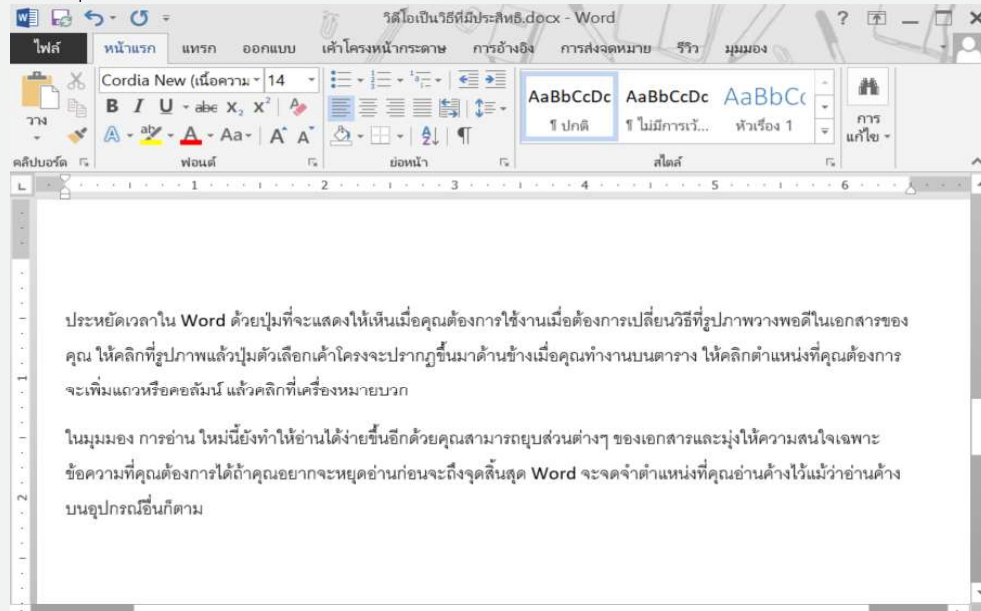 วิดีโอเป็นวิธีที่มีประสิทธิ.docx - Word
ไฟล์ หน้าแรก แทรก ออกแบบ เค้าโครงหน้ากระดาษ การอ้างอิง การส่งจดหมาย รีวิว มุมมอง
Cordia New (เนื้อความ 14
B I U abc X₂ X² AaBbCcDc AaBbCcDc AaBbCc
วาง A aby A Aa A A ¶ ปกติ ¶ ไม่มีการเว้... หัวเรื่อง 1 การแก้ไข
คลิปบอร์ด ฟอนต์ ย่อหน้า สไตล์
1 2 3 4 5 6
ประหยัดเวลาใน Word ด้วยปุ่มที่จะแสดงให้เห็นเมื่อคุณต้องการใช้งานเมื่อต้องการเปลี่ยนวิธีที่รูปภาพวางพอดีในเอกสารของ
คุณ ให้คลิกที่รูปภาพแล้วปุ่มตัวเลือกเค้าโครงจะปรากฏขึ้นมาด้านข้างเมื่อคุณทำงานบนตาราง ให้คลิกตำแหน่งที่คุณต้องการ
จะเพิ่มแถวหรือคอลัมน์ แล้วคลิกที่เครื่องหมายบวก
ในมุมมอง การอ่าน ใหม่นี้ยังทำให้อ่านได้ง่ายขึ้นอีกด้วยคุณสามารถยุบส่วนต่างๆ ของเอกสารและมุ่งให้ความสนใจเฉพาะ
ข้อความที่คุณต้องการได้ถ้าคุณอยากจะหยุดอ่านก่อนจะถึงจุดสิ้นสุด Word จะจดจำตำแหน่งที่คุณอ่านค้างไว้แม้ว่าอ่านค้าง
บนอุปกรณ์อื่นก็ตาม